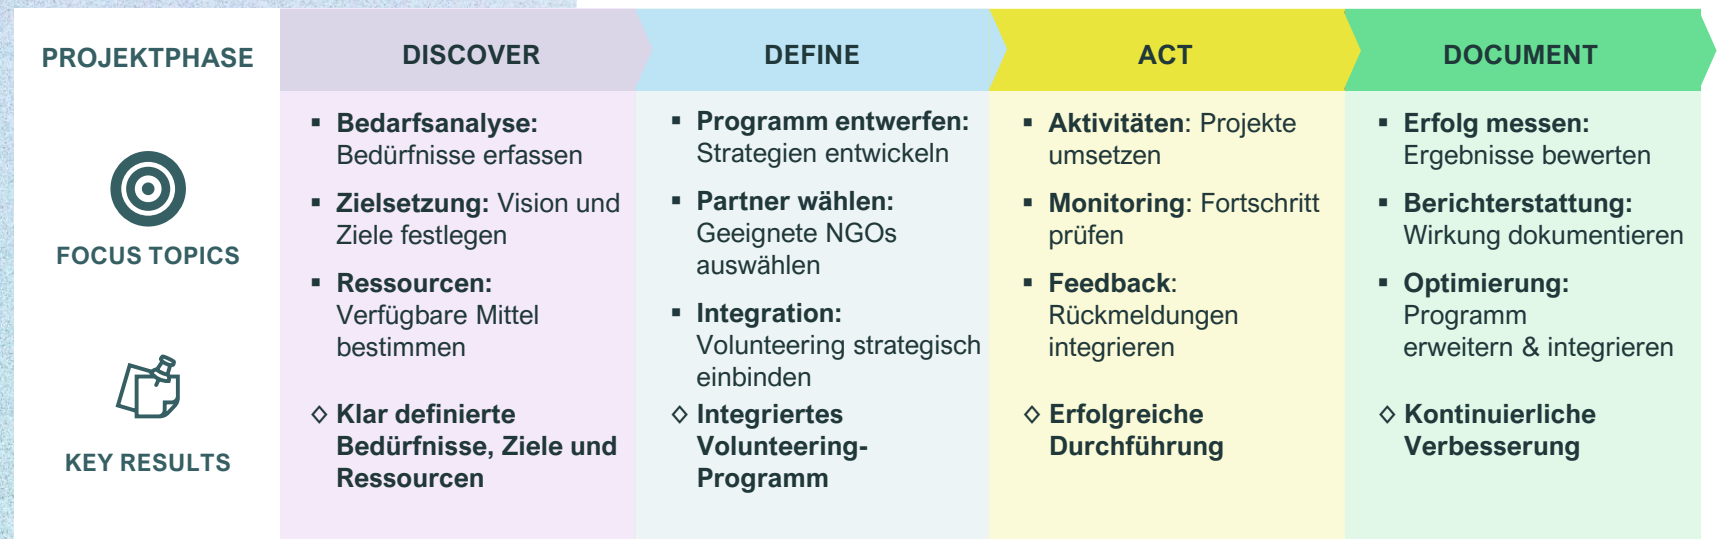 PROJEKTPHASE
DISCOVER
DEFINE
ACT
DOCUMENT
FOCUS TOPICS
▪ Bedarfsanalyse:
Bedürfnisse erfassen
▪ Zielsetzung: Vision und
Ziele festlegen
▪ Ressourcen:
Verfügbare Mittel
bestimmen
▪ Programm entwerfen:
Strategien entwickeln
▪ Partner wählen:
Geeignete NGOs
auswählen
▪ Integration:
Volunteering strategisch
einbinden
▪ Aktivitäten: Projekte
umsetzen
▪ Monitoring: Fortschritt
prüfen
▪ Feedback:
Rückmeldungen
integrieren
▪ Erfolg messen:
Ergebnisse bewerten
▪ Berichterstattung:
Wirkung dokumentieren
▪ Optimierung:
Programm
erweitern & integrieren
KEY RESULTS
◇ Klar definierte
Bedürfnisse, Ziele und
Ressourcen
◇ Integriertes
Volunteering-
Programm
◇ Erfolgreiche
Durchführung
◇ Kontinuierliche
Verbesserung